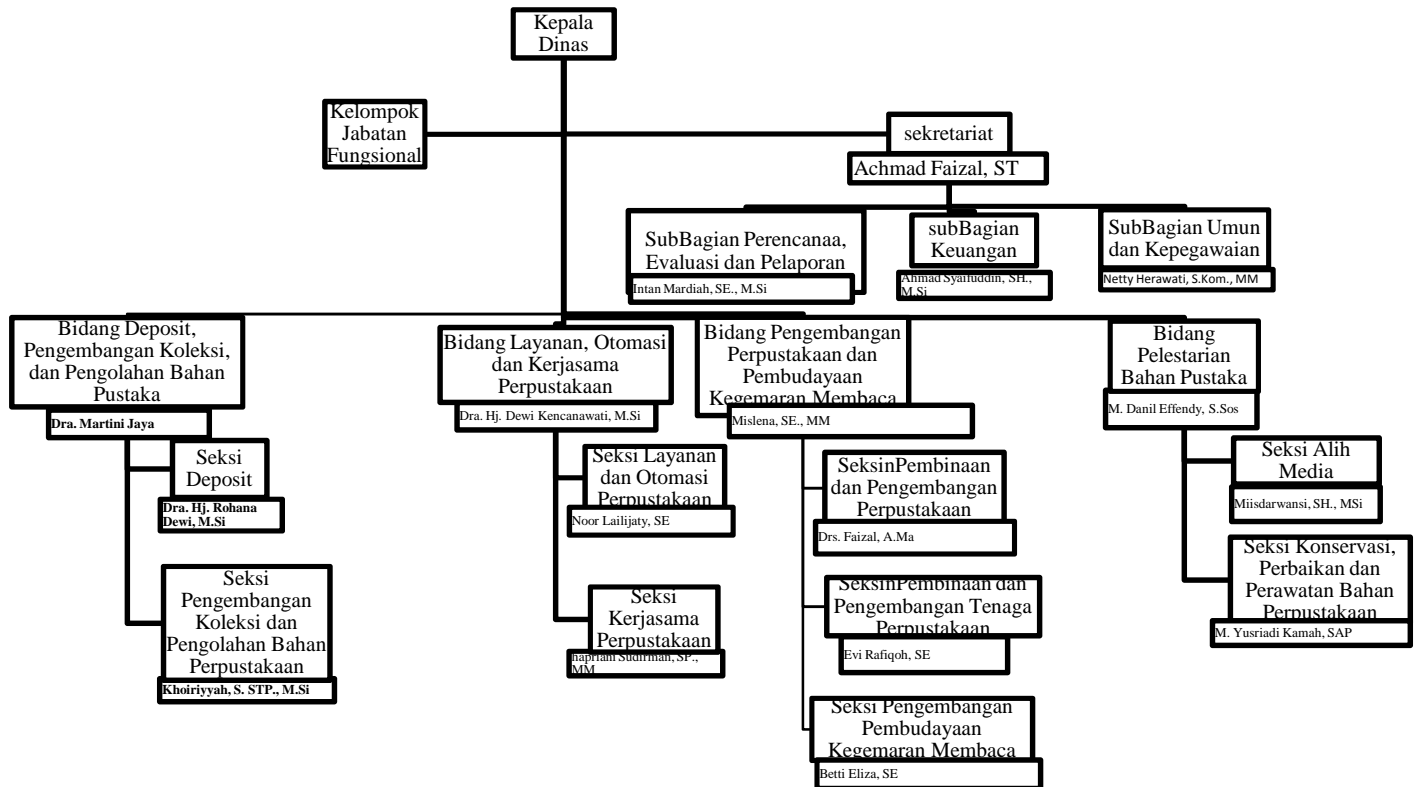 Kepala
Dinas
Kelompok
Jabatan
Fungsional
sekretariat
Achmad Faizal, ST
SubBagian Perencanaa,
Evaluasi dan Pelaporan
Intan Mardiah, SE., M.Si
subBagian
Keuangan
Ahmad Syaifuddin, SH.,
M.Si
SubBagian Umun
dan Kepegawaian
Netty Herawati, S.Kom., MM
Bidang Deposit,
Pengembangan Koleksi,
dan Pengolahan Bahan
Pustaka
Dra. Martini Jaya
Seksi
Deposit
Dra. Hj. Rohana
Dewi, M.Si
Seksi
Pengembangan
Koleksi dan
Pengolahan Bahan
Perpustakaan
Khoiriyyah, S. STP., M.Si
Bidang Layanan, Otomasi
dan Kerjasama
Perpustakaan
Dra. Hj. Dewi Kencanawati, M.Si
Seksi Layanan
dan Otomasi
Perpustakaan
Noor Lailijaty, SE
Seksi
Kerjasama
Perpustakaan
hapriani Sudirman, SP.,
MM
Bidang Pengembangan
Perpustakaan dan
Pembudayaan
Kegemaran Membaca
Mislena, SE., MM
SeksinPembinaan
dan Pengembangan
Perpustakaan
Drs. Faizal, A.Ma
SeksinPembinaan dan
Pengembangan Tenaga
Perpustakaan
Evi Rafiqoh, SE
Seksi Pengembangan
Pembudayaan
Kegemaran Membaca
Betti Eliza, SE
Bidang
Pelestarian
Bahan Pustaka
M. Danil Effendy, S.Sos
Seksi Alih
Media
Miisdarwansi, SH., MSi
Seksi Konservasi,
Perbaikan dan
Perawatan Bahan
Perpustakaan
M. Yusriadi Kamah, SAP